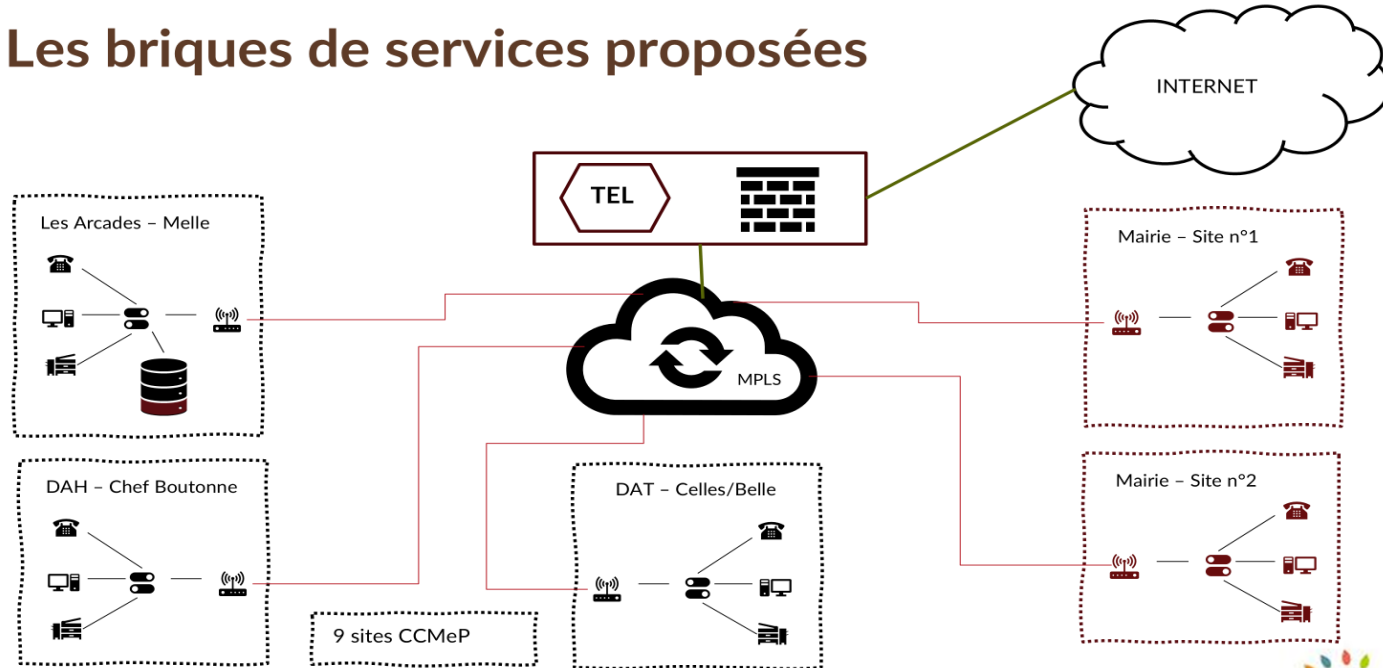 Les briques de services proposées
INTERNET
TEL
Les Arcades – Melle
Mairie – Site n°1
MPLS
DAH – Chef Boutonne
DAT – Celles/Belle
Mairie – Site n°2
9 sites CCMeP